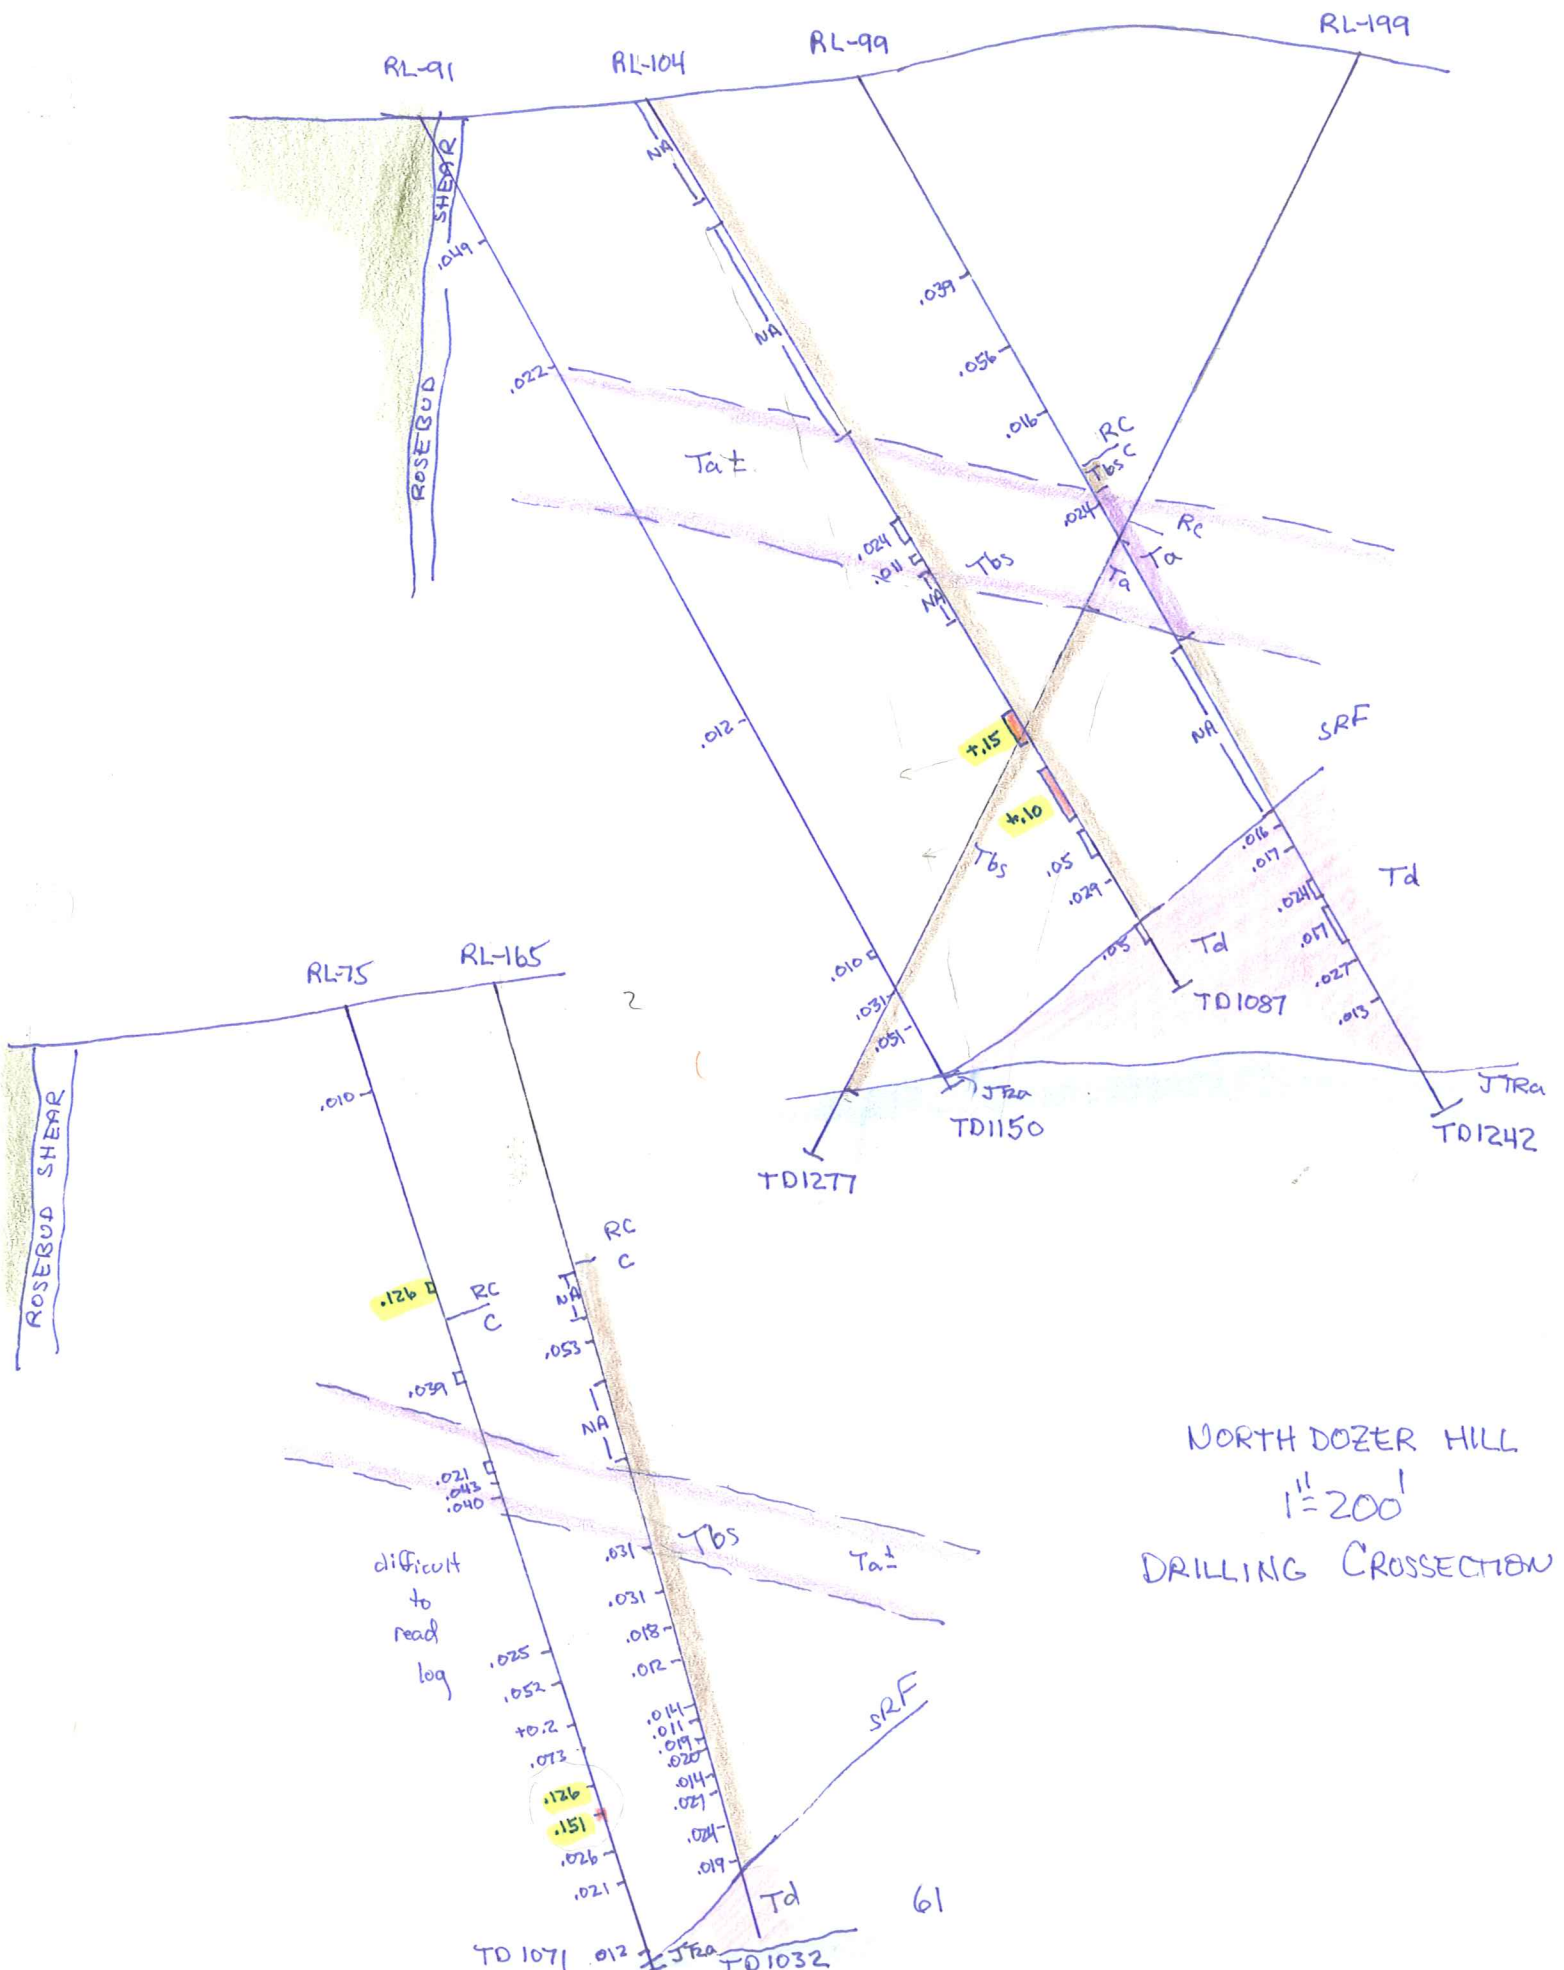 RL-91
RL-104
RL-99
RL-199
ROSEBUD SHEAR
NA
.049
.039
NA
.056
.022
.016
RC
C
Tbs
Ta±
.024
RC
.024
.011
Tbs
Ta
Ta
NA
.012
+.15
NA
SRF
+.10
Tbs
.05
.029
.016
.017
.024
Td
.017
.05
Td
.010
.031
.051
.027
.013
TD1087
JTRa
JTRa
TD1150
TD1242
TD1277
RL-75
RL-165
2
ROSEBUD SHEAR
.010
RC
C
.126
RC
C
NA
.053
.039
NA
.021
.043
.040
Tbs
.031
Ta±
difficult
to
read
log
.031
.018
.025
.012
.052
.014
.011
.019
.020
+0.2
.073
.014
.126
.151
.024
.026
.019
.021
SRF
Td
61
TD1071
012
JTRa
TD1032
NORTH DOZER HILL
1"=200'
DRILLING CROSSECTION